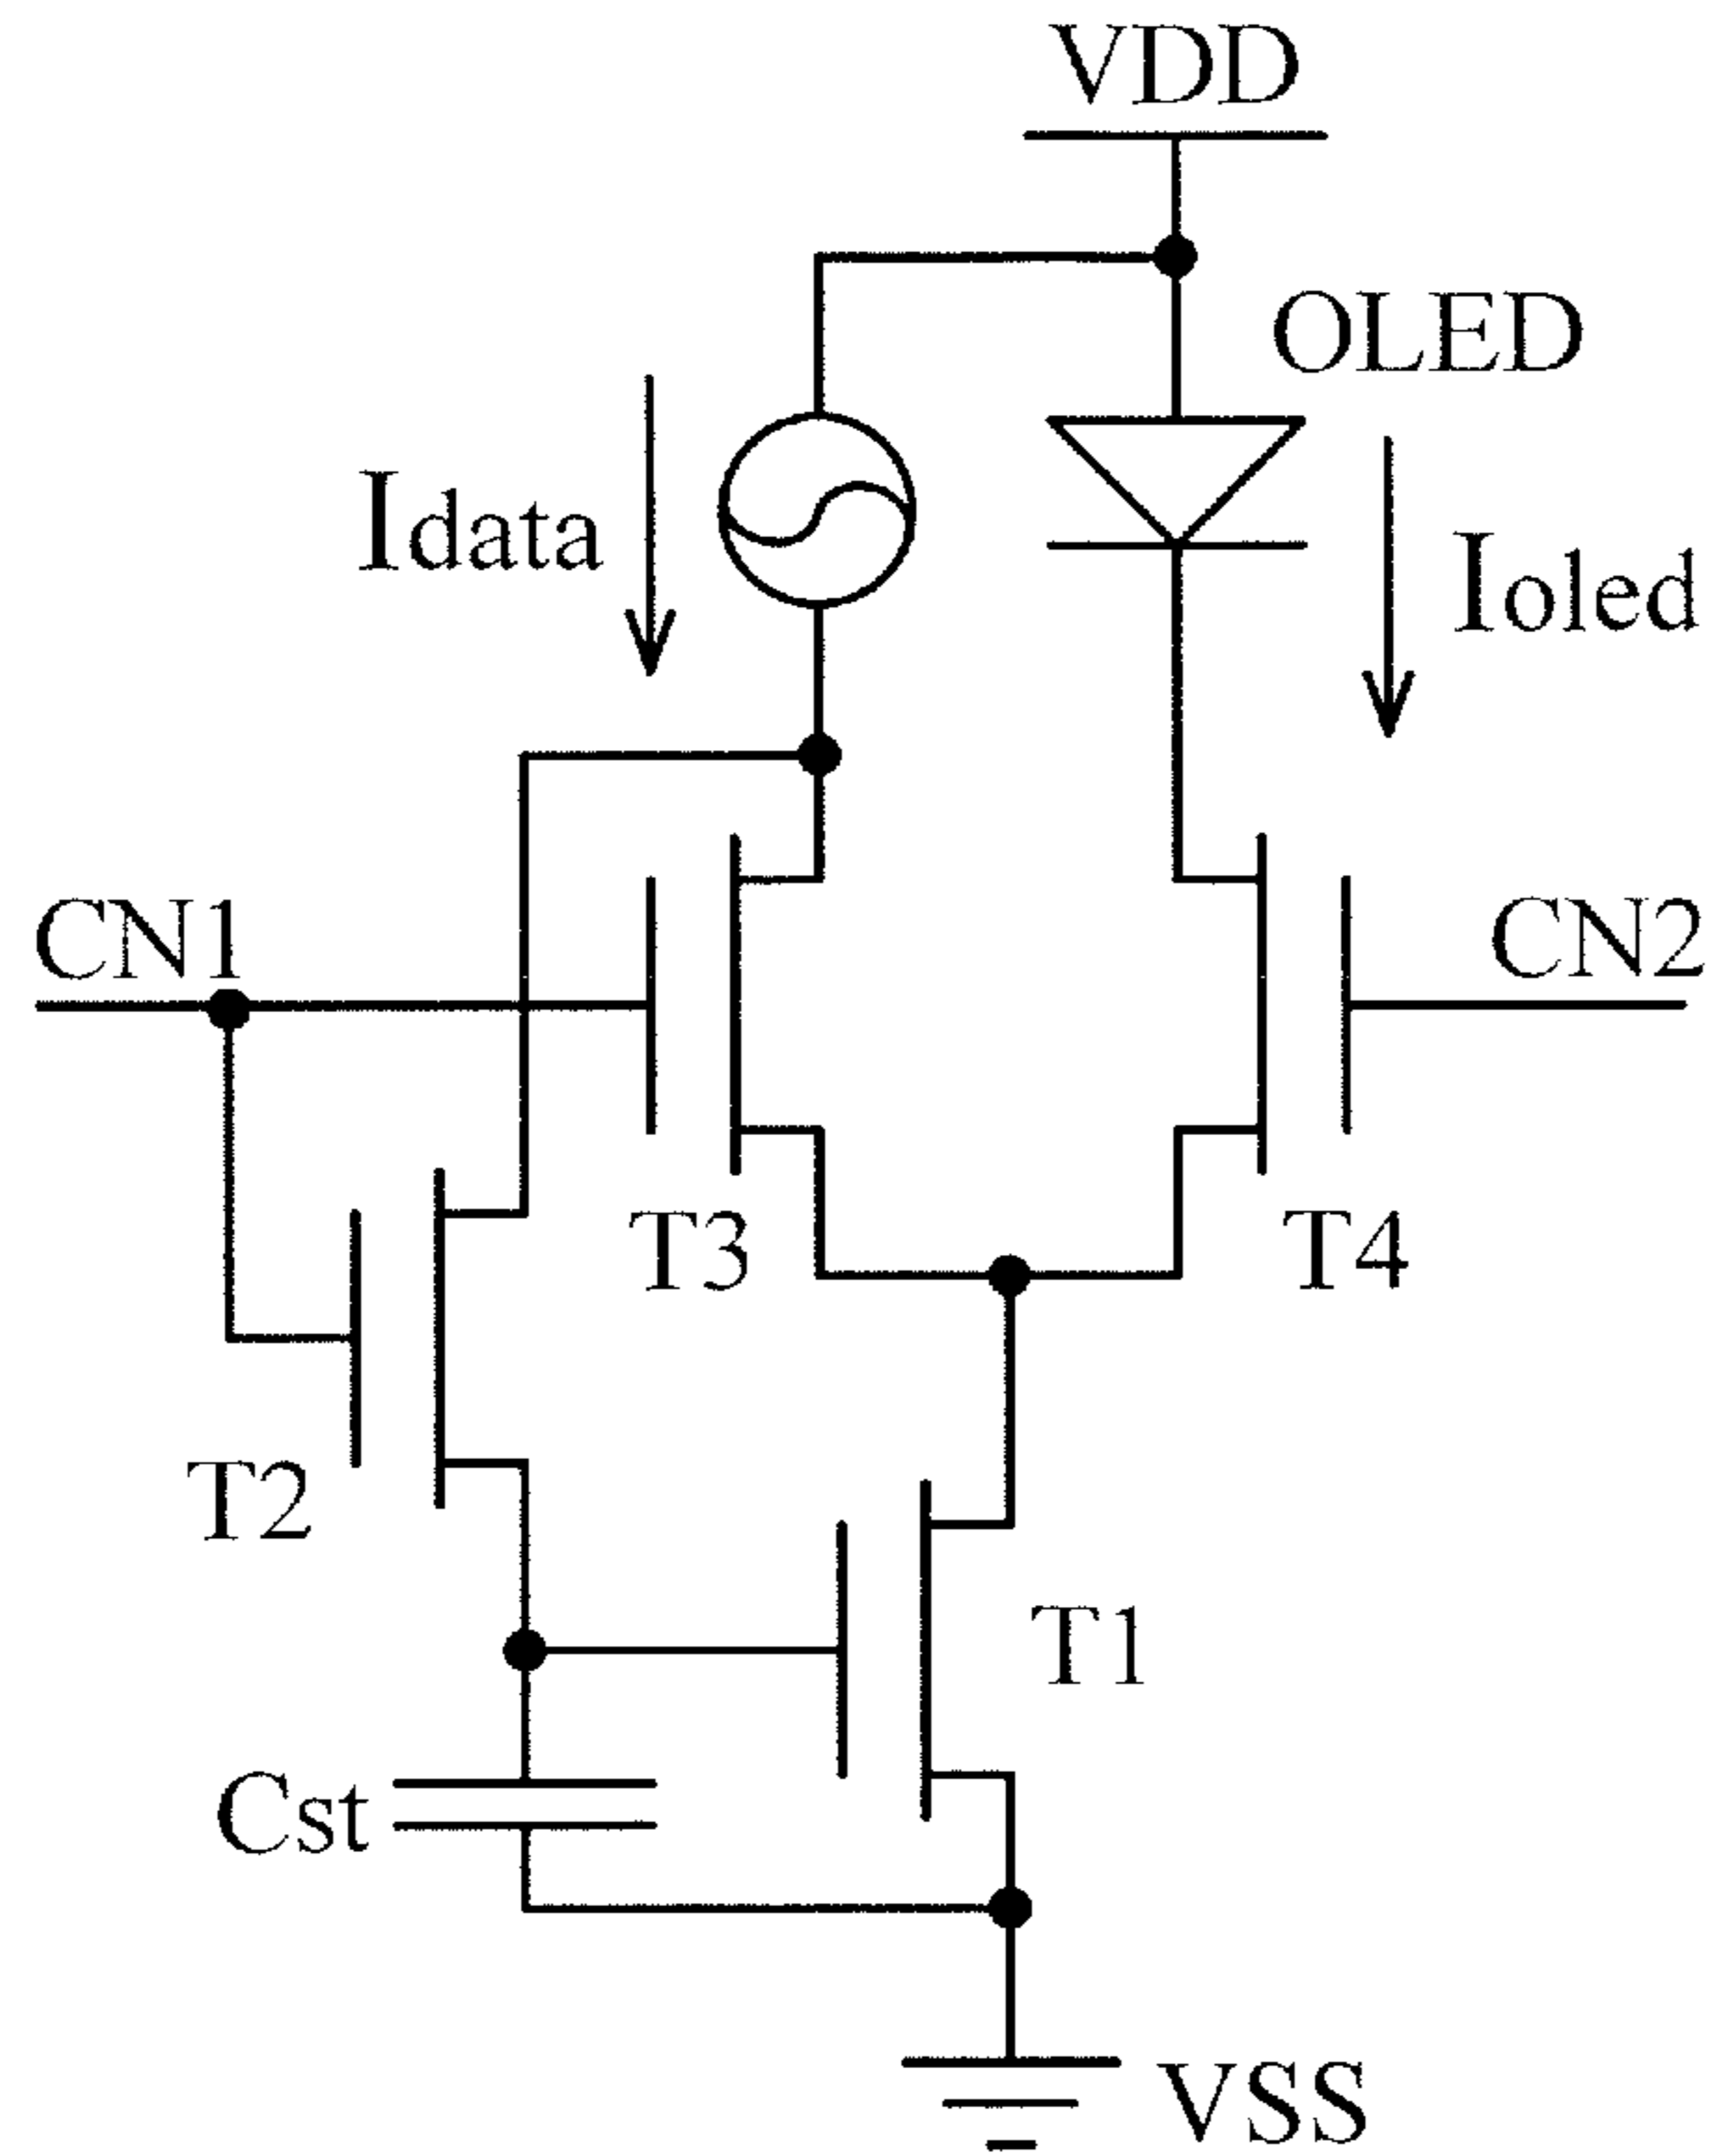 VDD
OLED
Idata
Ioled
CN1
CN2
T3
T4
T2
T1
Cst
VSS